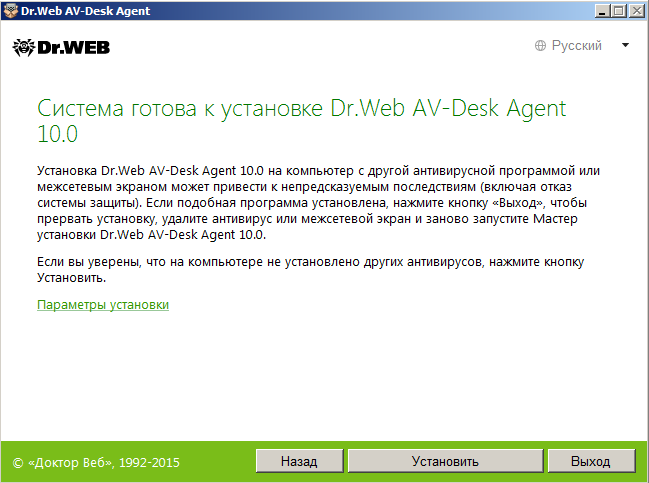 Dr.Web AV-Desk Agent
Dr.WEB
Русский
Система готова к установке Dr.Web AV-Desk Agent
10.0
Установка Dr.Web AV-Desk Agent 10.0 на компьютер с другой антивирусной программой или
межсетевым экраном может привести к непредсказуемым последствиям (включая отказ
системы защиты). Если подобная программа установлена, нажмите кнопку «Выход», чтобы
прервать установку, удалите антивирус или межсетевой экран и заново запустите Мастер
установки Dr.Web AV-Desk Agent 10.0.
Если вы уверены, что на компьютере не установлено других антивирусов, нажмите кнопку
Установить.
Параметры установки
© «Доктор Веб», 1992-2015
Назад
Установить
Выход